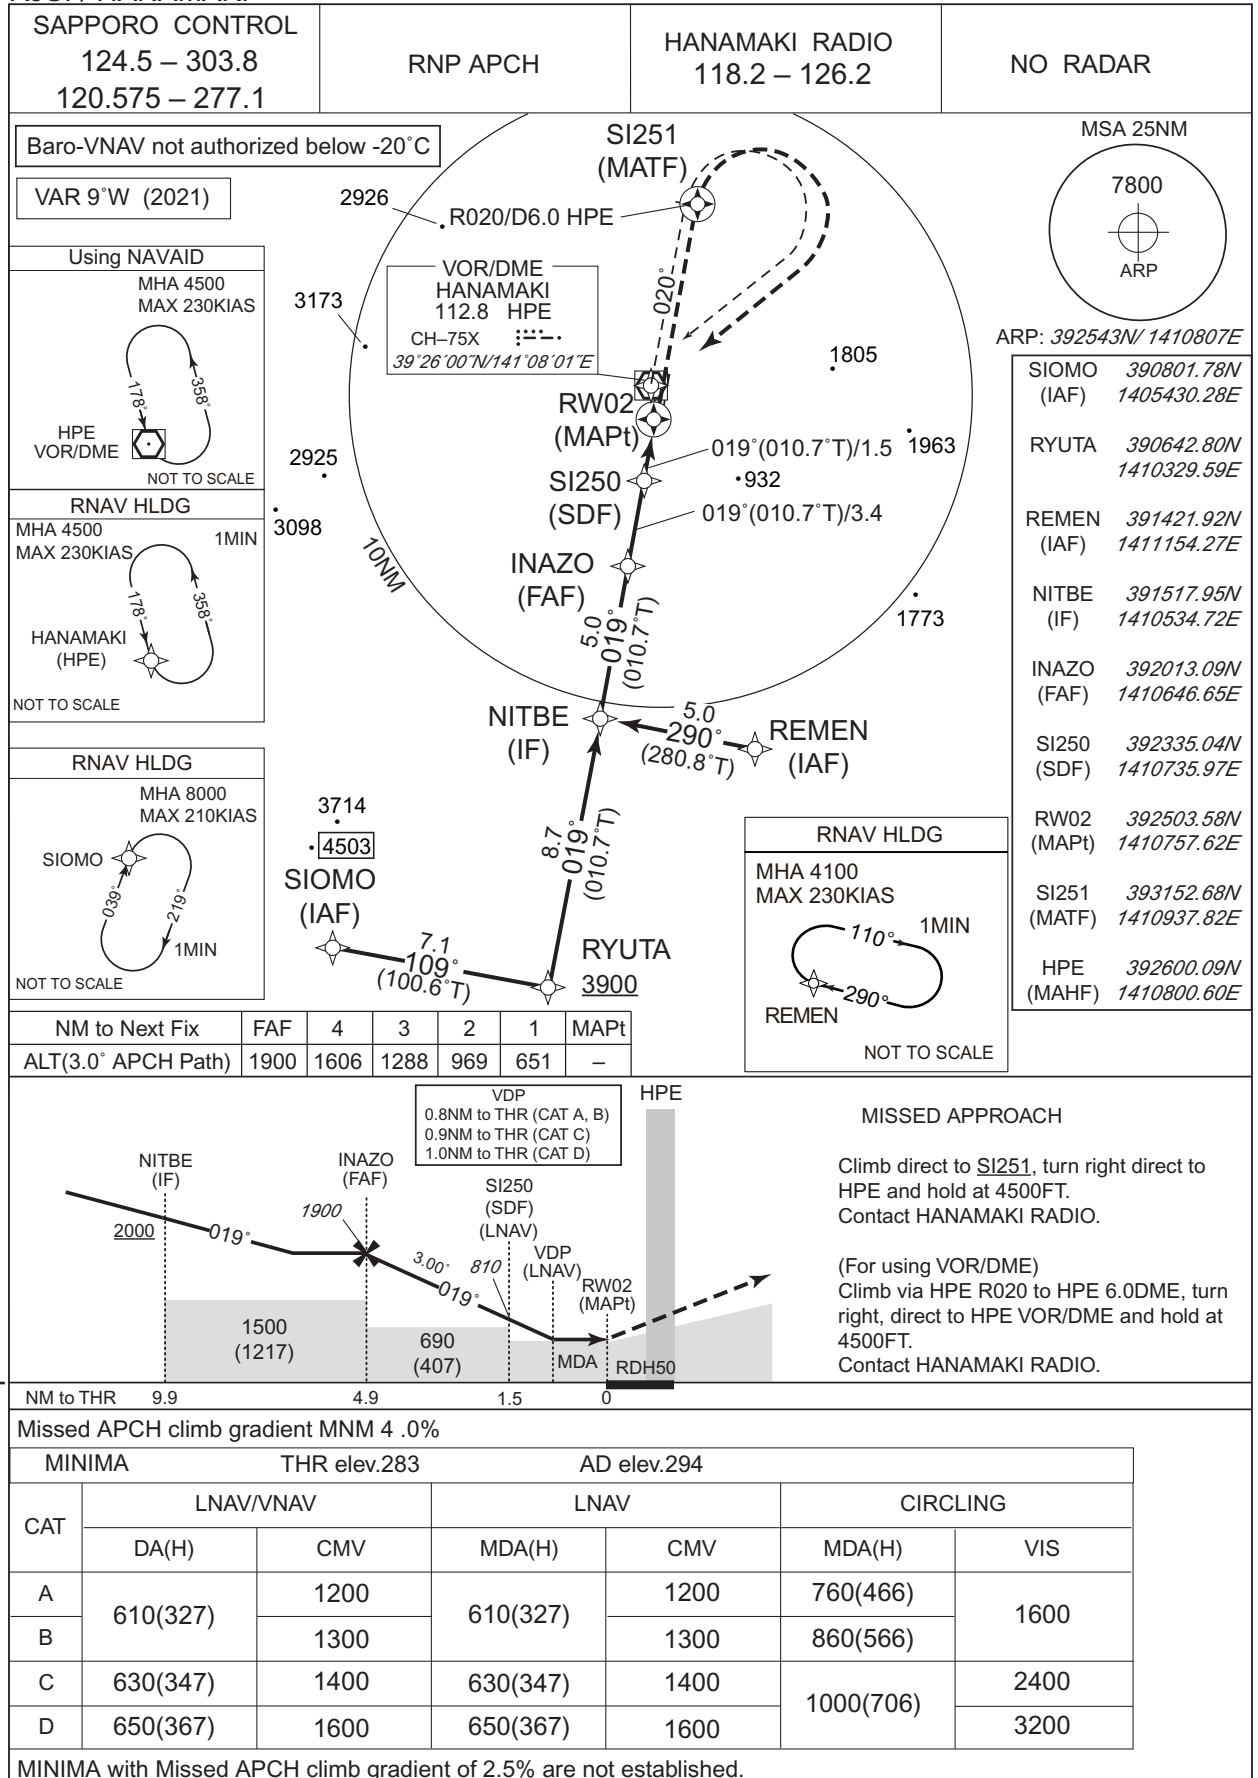 SAPPORO CONTROL
124.5 – 303.8
120.575 – 277.1
RNP APCH
HANAMAKI RADIO
118.2 – 126.2
NO RADAR
Baro-VNAV not authorized below -20˚C
VAR 9˚W (2021)
SI251
(MATF)
R020/D6.0 HPE
2926
3173
2925
3098
1805
1963
932
1773
3714
4503
MSA 25NM
7800
ARP
ARP: 392543N/ 1410807E
Using NAVAID
MHA 4500
MAX 230KIAS
178˚
358˚
HPE
VOR/DME
NOT TO SCALE
RNAV HLDG
MHA 4500
MAX 230KIAS
1MIN
178˚
358˚
HANAMAKI
(HPE)
NOT TO SCALE
RNAV HLDG
MHA 8000
MAX 210KIAS
SIOMO
039˚
219˚
1MIN
NOT TO SCALE
VOR/DME
HANAMAKI
112.8 HPE
CH–75X
39˚26´00˝N/141˚08´01˝E
020˚
RW02
(MAPt)
019˚(010.7˚T)/1.5
SI250
(SDF)
019˚(010.7˚T)/3.4
INAZO
(FAF)
10NM
5.0
019˚
(010.7˚T)
NITBE
(IF)
5.0
290˚
(280.8˚T)
REMEN
(IAF)
8.7
019˚
(010.7˚T)
SIOMO
(IAF)
7.1
109˚
(100.6˚T)
RYUTA
3900
SIOMO 390801.78N
(IAF) 1405430.28E
RYUTA 390642.80N
1410329.59E
REMEN 391421.92N
(IAF) 1411154.27E
NITBE 391517.95N
(IF) 1410534.72E
INAZO 392013.09N
(FAF) 1410646.65E
SI250 392335.04N
(SDF) 1410735.97E
RW02 392503.58N
(MAPt) 1410757.62E
SI251 393152.68N
(MATF) 1410937.82E
HPE 392600.09N
(MAHF) 1410800.60E
RNAV HLDG
MHA 4100
MAX 230KIAS
110˚
1MIN
290˚
REMEN
NOT TO SCALE
NM to Next Fix FAF 4 3 2 1 MAPt
ALT(3.0˚ APCH Path) 1900 1606 1288 969 651 –
VDP
0.8NM to THR (CAT A, B)
0.9NM to THR (CAT C)
1.0NM to THR (CAT D)
HPE
NITBE
(IF)
INAZO
(FAF)
SI250
(SDF)
(LNAV)
VDP
(LNAV)
RW02
(MAPt)
2000
019˚
1900
3.00˚
019˚
810
1500
(1217)
690
(407)
MDA
RDH50
NM to THR 9.9 4.9 1.5 0
MISSED APPROACH
Climb direct to SI251, turn right direct to
HPE and hold at 4500FT.
Contact HANAMAKI RADIO.
(For using VOR/DME)
Climb via HPE R020 to HPE 6.0DME, turn
right, direct to HPE VOR/DME and hold at
4500FT.
Contact HANAMAKI RADIO.
Missed APCH climb gradient MNM 4 .0%
MINIMA THR elev.283 AD elev.294
CAT LNAV/VNAV LNAV CIRCLING
DA(H) CMV MDA(H) CMV MDA(H) VIS
A 610(327) 1200 610(327) 1200 760(466) 1600
B 1300 1300 860(566)
C 630(347) 1400 630(347) 1400 1000(706) 2400
D 650(367) 1600 650(367) 1600 3200
MINIMA with Missed APCH climb gradient of 2.5% are not established.